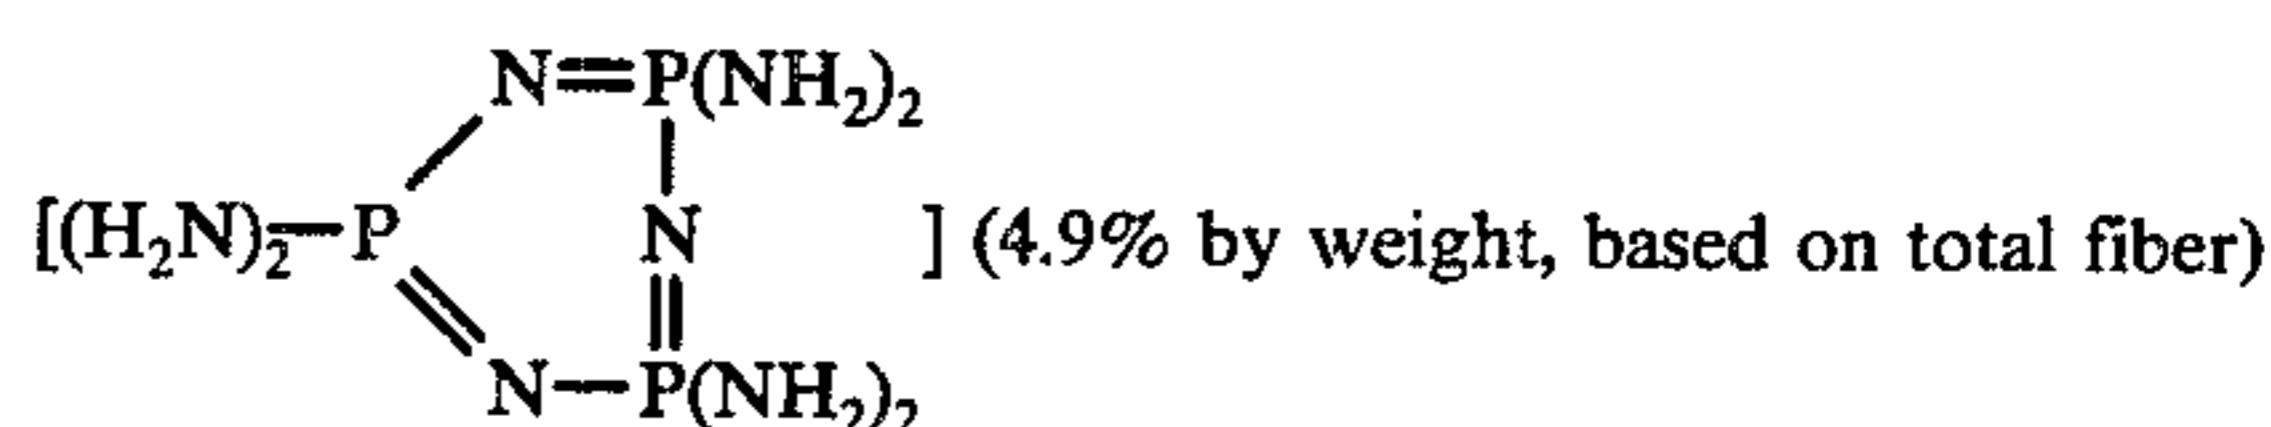 N=P(NH₂)₂
[(H₂N)₂—P N ] (4.9% by weight, based on total fiber)
N—P(NH₂)₂